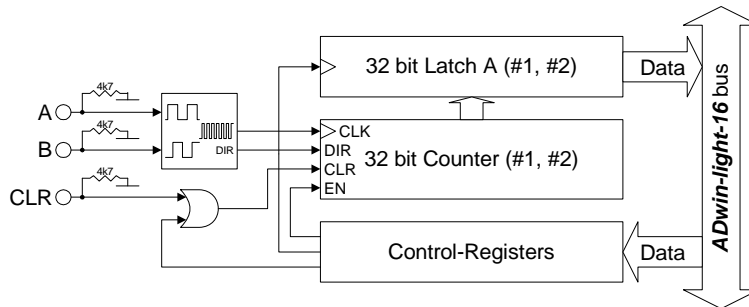 32 bit Latch A (#1, #2)
Data
4k7
A
4k7
B
DIR
CLK
DIR
CLR
EN
32 bit Counter (#1, #2)
4k7
CLR
Control-Registers
Data
ADwin-light-16 bus